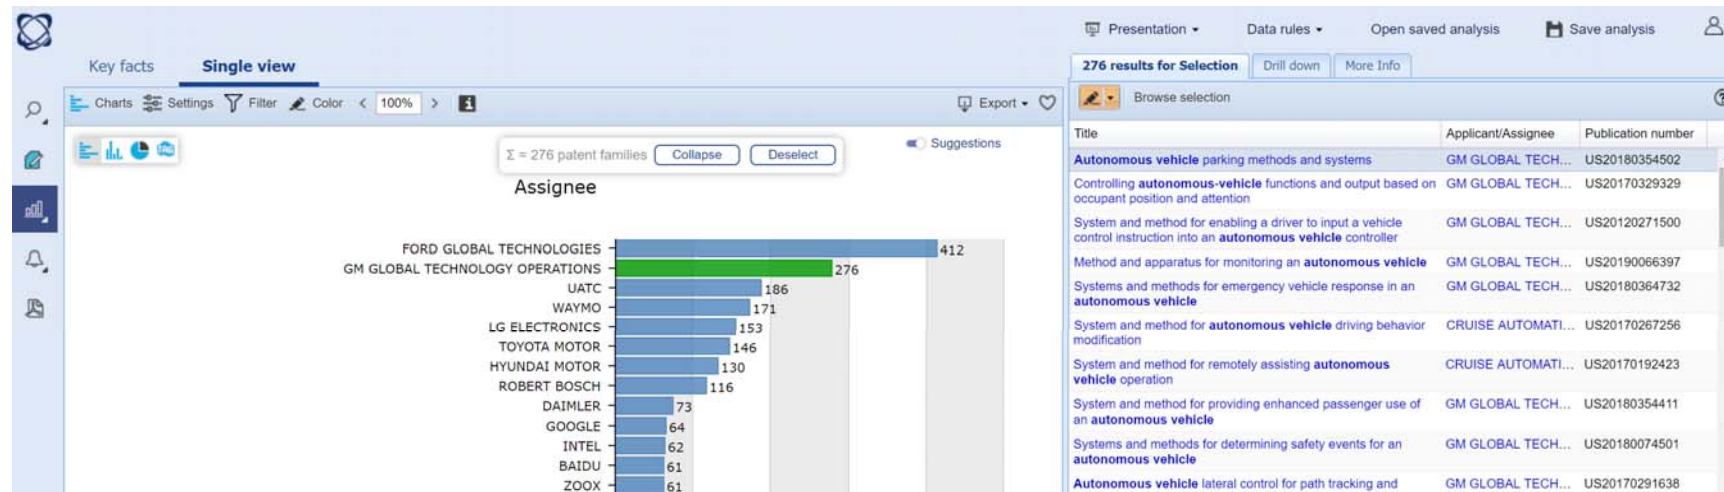 Presentation
Data rules
Open saved analysis
Save analysis
Key facts
Single view
276 results for Selection
Drill down
More Info
Charts
Settings
Filter
Color
< 100% >
Export
Browse selection
Σ = 276 patent families
Collapse
Deselect
Suggestions
Assignee
FORD GLOBAL TECHNOLOGIES 412
GM GLOBAL TECHNOLOGY OPERATIONS 276
UATC 186
WAYMO 171
LG ELECTRONICS 153
TOYOTA MOTOR 146
HYUNDAI MOTOR 130
ROBERT BOSCH 116
DAIMLER 73
GOOGLE 64
INTEL 62
BAIDU 61
ZOOX 61
Title Applicant/Assignee Publication number
Autonomous vehicle parking methods and systems GM GLOBAL TECH... US20180354502
Controlling autonomous-vehicle functions and output based on GM GLOBAL TECH... US20170329329
occupant position and attention
System and method for enabling a driver to input a vehicle GM GLOBAL TECH... US20120271500
control instruction into an autonomous vehicle controller
Method and apparatus for monitoring an autonomous vehicle GM GLOBAL TECH... US20190066397
Systems and methods for emergency vehicle response in an GM GLOBAL TECH... US20180364732
autonomous vehicle
System and method for autonomous vehicle driving behavior CRUISE AUTOMATI... US20170267256
modification
System and method for remotely assisting autonomous CRUISE AUTOMATI... US20170192423
vehicle operation
System and method for providing enhanced passenger use of GM GLOBAL TECH... US20180354411
an autonomous vehicle
Systems and methods for determining safety events for an GM GLOBAL TECH... US20180074501
autonomous vehicle
Autonomous vehicle lateral control for path tracking and GM GLOBAL TECH... US20170291638